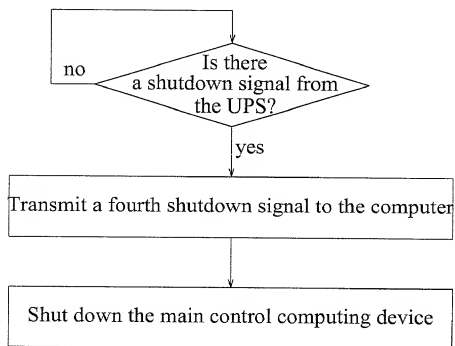 Is there
no
a shutdown signal from
the UPS?
yes
Transmit a fourth shutdown signal to the computer
Shut down the main control computing device